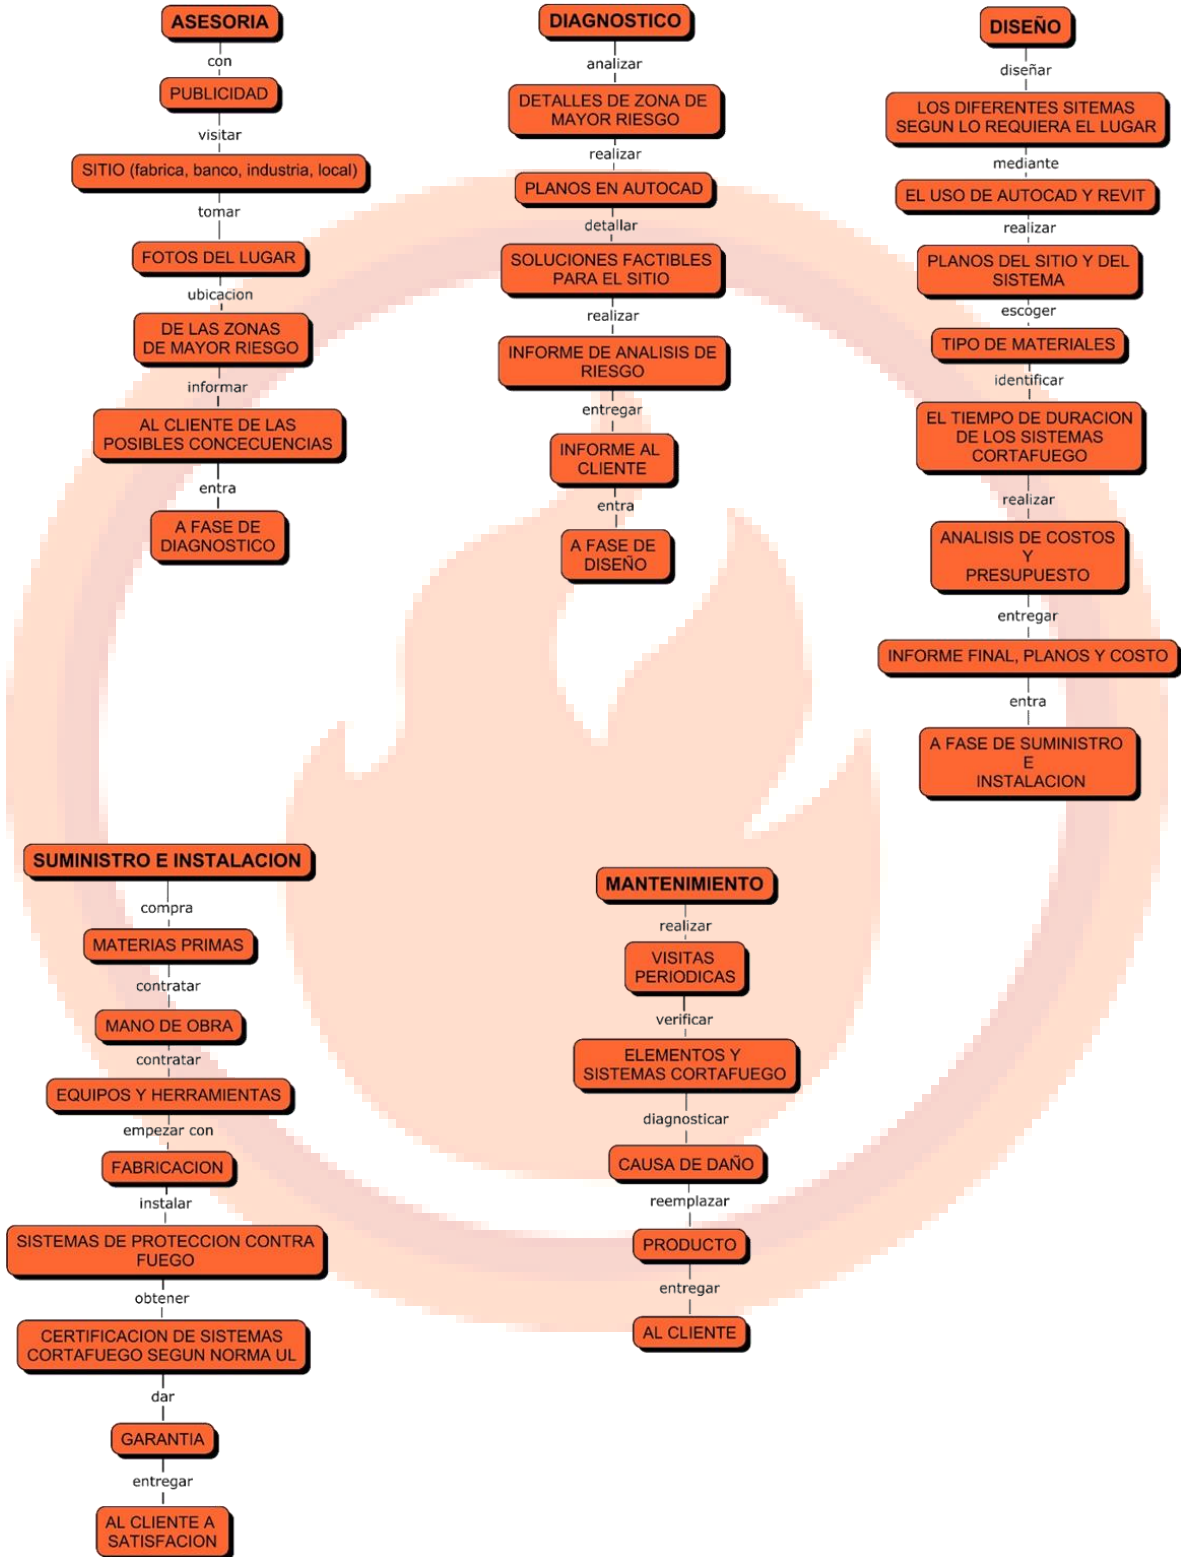 ASESORIA
con
PUBLICIDAD
visitar
SITIO (fabrica, banco, industria, local)
tomar
FOTOS DEL LUGAR
ubicacion
DE LAS ZONAS
DE MAYOR RIESGO
informar
AL CLIENTE DE LAS
POSIBLES CONCECUENCIAS
entra
A FASE DE
DIAGNOSTICO
DIAGNOSTICO
analizar
DETALLES DE ZONA DE
MAYOR RIESGO
realizar
PLANOS EN AUTOCAD
detallar
SOLUCIONES FACTIBLES
PARA EL SITIO
realizar
INFORME DE ANALISIS DE
RIESGO
entregar
INFORME AL
CLIENTE
entra
A FASE DE
DISEÑO
DISEÑO
diseñar
LOS DIFERENTES SITEMAS
SEGUN LO REQUIERA EL LUGAR
mediante
EL USO DE AUTOCAD Y REVIT
realizar
PLANOS DEL SITIO Y DEL
SISTEMA
escoger
TIPO DE MATERIALES
identificar
EL TIEMPO DE DURACION
DE LOS SISTEMAS
CORTAFUEGO
realizar
ANALISIS DE COSTOS
Y
PRESUPUESTO
entregar
INFORME FINAL, PLANOS Y COSTO
entra
A FASE DE SUMINISTRO
E
INSTALACION
SUMINISTRO E INSTALACION
compra
MATERIAS PRIMAS
contratar
MANO DE OBRA
contratar
EQUIPOS Y HERRAMIENTAS
empezar con
FABRICACION
instalar
SISTEMAS DE PROTECCION CONTRA
FUEGO
obtener
CERTIFICACION DE SISTEMAS
CORTAFUEGO SEGUN NORMA UL
dar
GARANTIA
entregar
AL CLIENTE A
SATISFACION
MANTENIMIENTO
realizar
VISITAS
PERIODICAS
verificar
ELEMENTOS Y
SISTEMAS CORTAFUEGO
diagnosticar
CAUSA DE DAÑO
reemplazar
PRODUCTO
entregar
AL CLIENTE